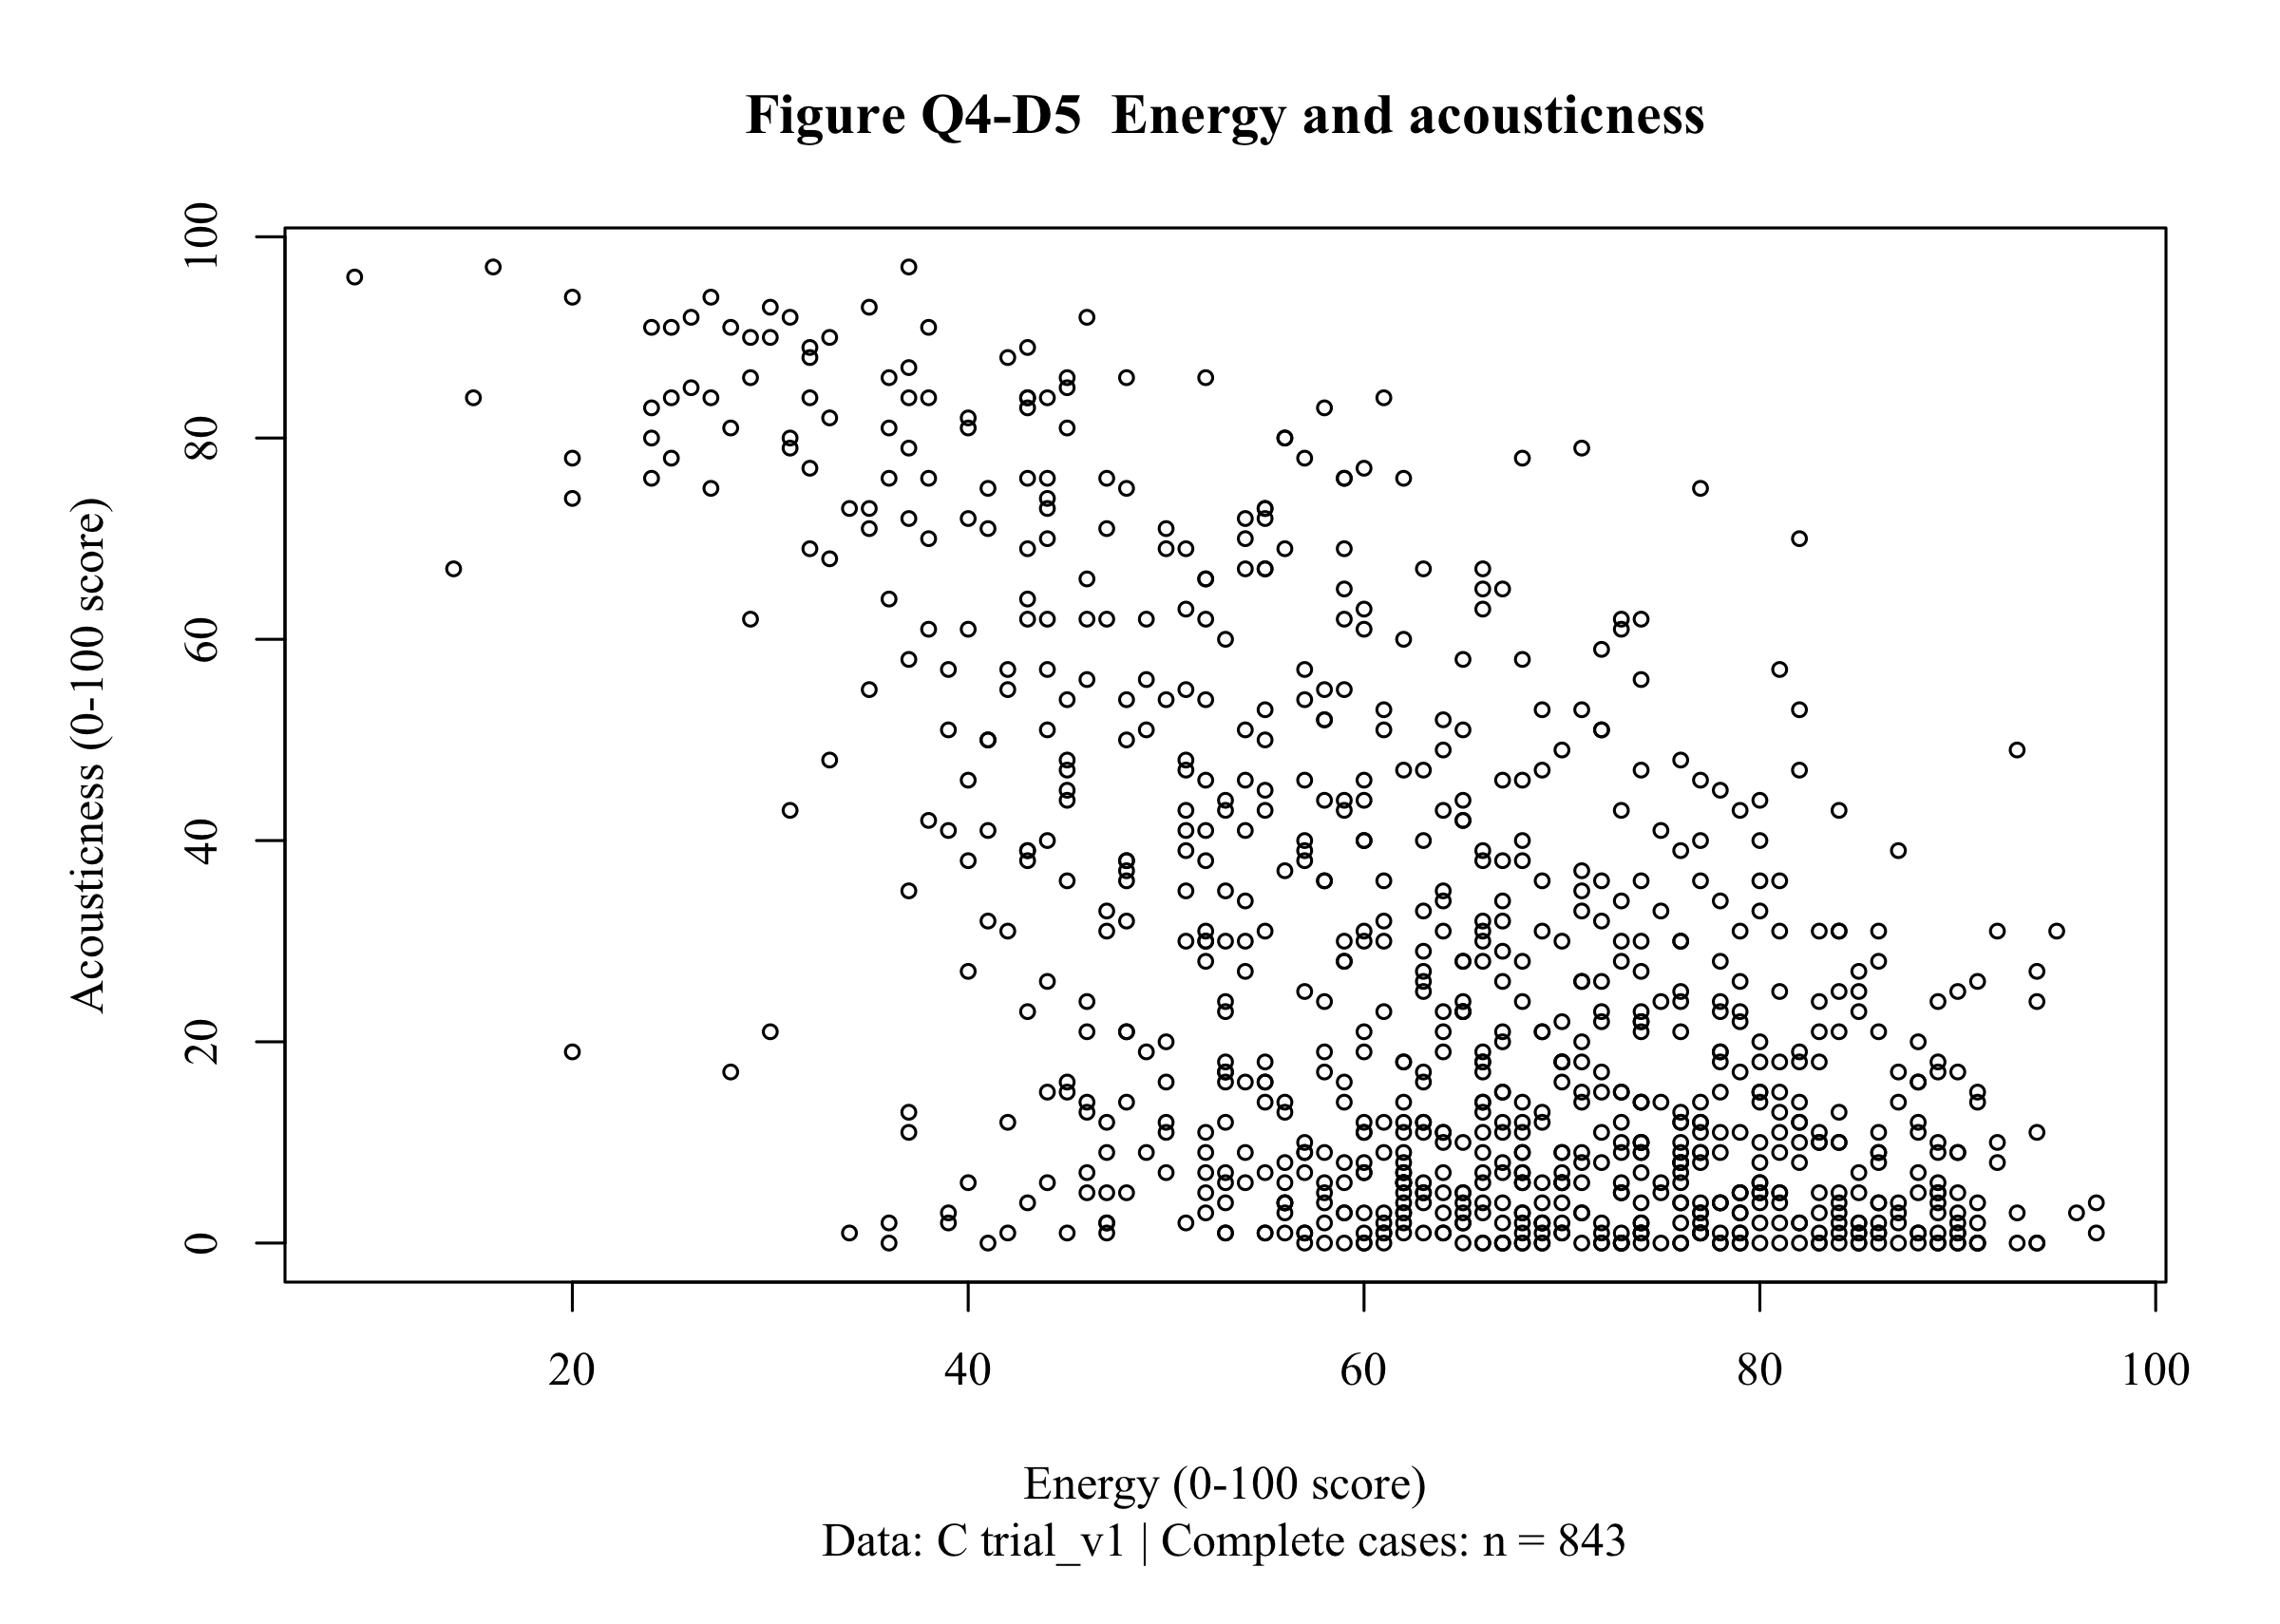 Figure Q4-D5  Energy and acousticness
100
80
60
40
20
0
Acousticness (0-100 score)
20 40 60 80 100
Energy (0-100 score)
Data: C trial_v1 | Complete cases: n = 843